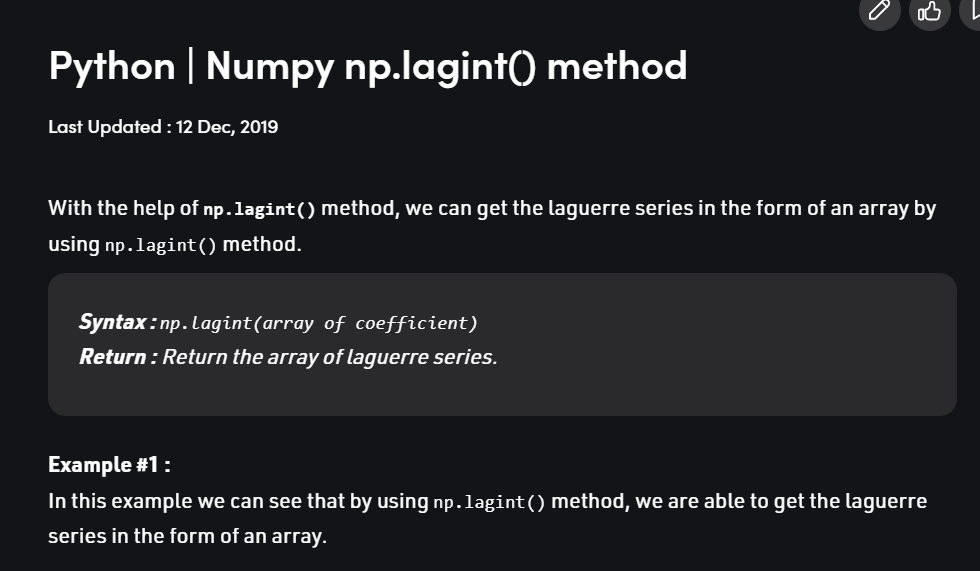 Python | Numpy np.lagint() method
Last Updated : 12 Dec, 2019
With the help of np.lagint() method, we can get the laguerre series in the form of an array by
using np.lagint() method.
Syntax : np.lagint(array of coefficient)
Return : Return the array of laguerre series.
Example #1 :
In this example we can see that by using np.lagint() method, we are able to get the laguerre
series in the form of an array.